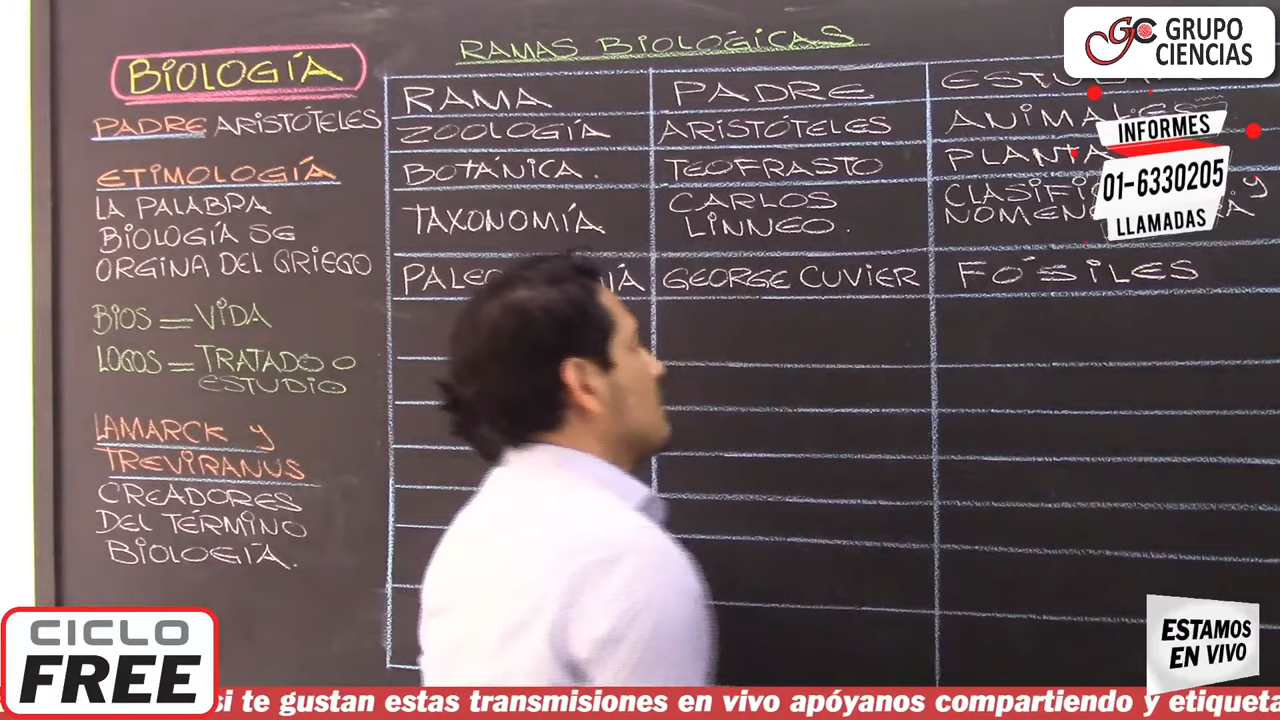 BIOLOGÍA
PADRE ARISTÓTELES
ETIMOLOGÍA
LA PALABRA
BIOLOGÍA SE
ORGINA DEL GRIEGO
BIOS = VIDA
LOGOS = TRATADO O
ESTUDIO
LAMARCK Y
TREVIRANUS
CREADORES
DEL TÉRMINO
BIOLOGÍA.
RAMAS BIOLÓGICAS
RAMA PADRE
ZOOLOGÍA ARISTÓTELES ANIMALES
BOTÁNICA. TEOFRASTO
TAXONOMÍA CARLOS LINNEO. Y
GEORGE CUVIER FÓSILES
GC GRUPO
CIENCIAS
INFORMES
01-6330205
LLAMADAS
CICLO
FREE
ESTAMOS
EN VIVO
si te gustan estas transmisiones en vivo apóyanos compartiendo y